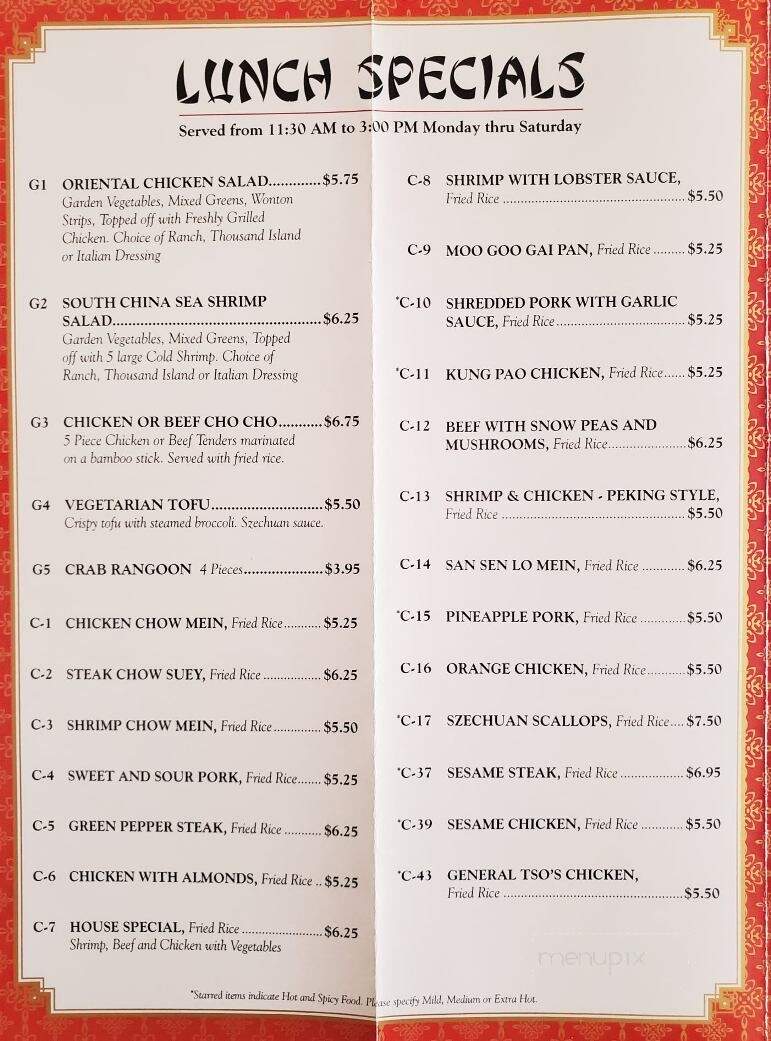 LUNCH SPECIALS
Served from 11:30 AM to 3:00 PM Monday thru Saturday
G1 ORIENTAL CHICKEN SALAD.............$5.75
Garden Vegetables, Mixed Greens, Wonton
Strips, Topped off with Freshly Grilled
Chicken. Choice of Ranch, Thousand Island
or Italian Dressing
G2 SOUTH CHINA SEA SHRIMP
SALAD....................................................$6.25
Garden Vegetables, Mixed Greens, Topped
off with 5 large Cold Shrimp. Choice of
Ranch, Thousand Island or Italian Dressing
G3 CHICKEN OR BEEF CHO CHO...........$6.75
5 Piece Chicken or Beef Tenders marinated
on a bamboo stick. Served with fried rice.
G4 VEGETARIAN TOFU............................$5.50
Crispy tofu with steamed broccoli. Szechuan sauce.
G5 CRAB RANGOON 4 Pieces....................$3.95
C-1 CHICKEN CHOW MEIN, Fried Rice...........$5.25
C-2 STEAK CHOW SUEY, Fried Rice .................$6.25
C-3 SHRIMP CHOW MEIN, Fried Rice..............$5.50
C-4 SWEET AND SOUR PORK, Fried Rice.......$5.25
C-5 GREEN PEPPER STEAK, Fried Rice ...........$6.25
C-6 CHICKEN WITH ALMONDS, Fried Rice ..$5.25
C-7 HOUSE SPECIAL, Fried Rice ........................$6.25
Shrimp, Beef and Chicken with Vegetables
C-8 SHRIMP WITH LOBSTER SAUCE,
Fried Rice ......................................................$5.50
C-9 MOO GOO GAI PAN, Fried Rice .........$5.25
*C-10 SHREDDED PORK WITH GARLIC
SAUCE, Fried Rice.....................................$5.25
*C-11 KUNG PAO CHICKEN, Fried Rice......$5.25
C-12 BEEF WITH SNOW PEAS AND
MUSHROOMS, Fried Rice.......................$6.25
C-13 SHRIMP & CHICKEN - PEKING STYLE,
Fried Rice ......................................................$5.50
C-14 SAN SEN LO MEIN, Fried Rice ............$6.25
*C-15 PINEAPPLE PORK, Fried Rice .............$5.50
C-16 ORANGE CHICKEN, Fried Rice...........$5.50
*C-17 SZECHUAN SCALLOPS, Fried Rice....$7.50
*C-37 SESAME STEAK, Fried Rice ..................$6.95
*C-39 SESAME CHICKEN, Fried Rice ............$5.50
*C-43 GENERAL TSO'S CHICKEN,
Fried Rice .....................................................$5.50
menupix
*Starred items indicate Hot and Spicy Food. Please specify Mild, Medium or Extra Hot.